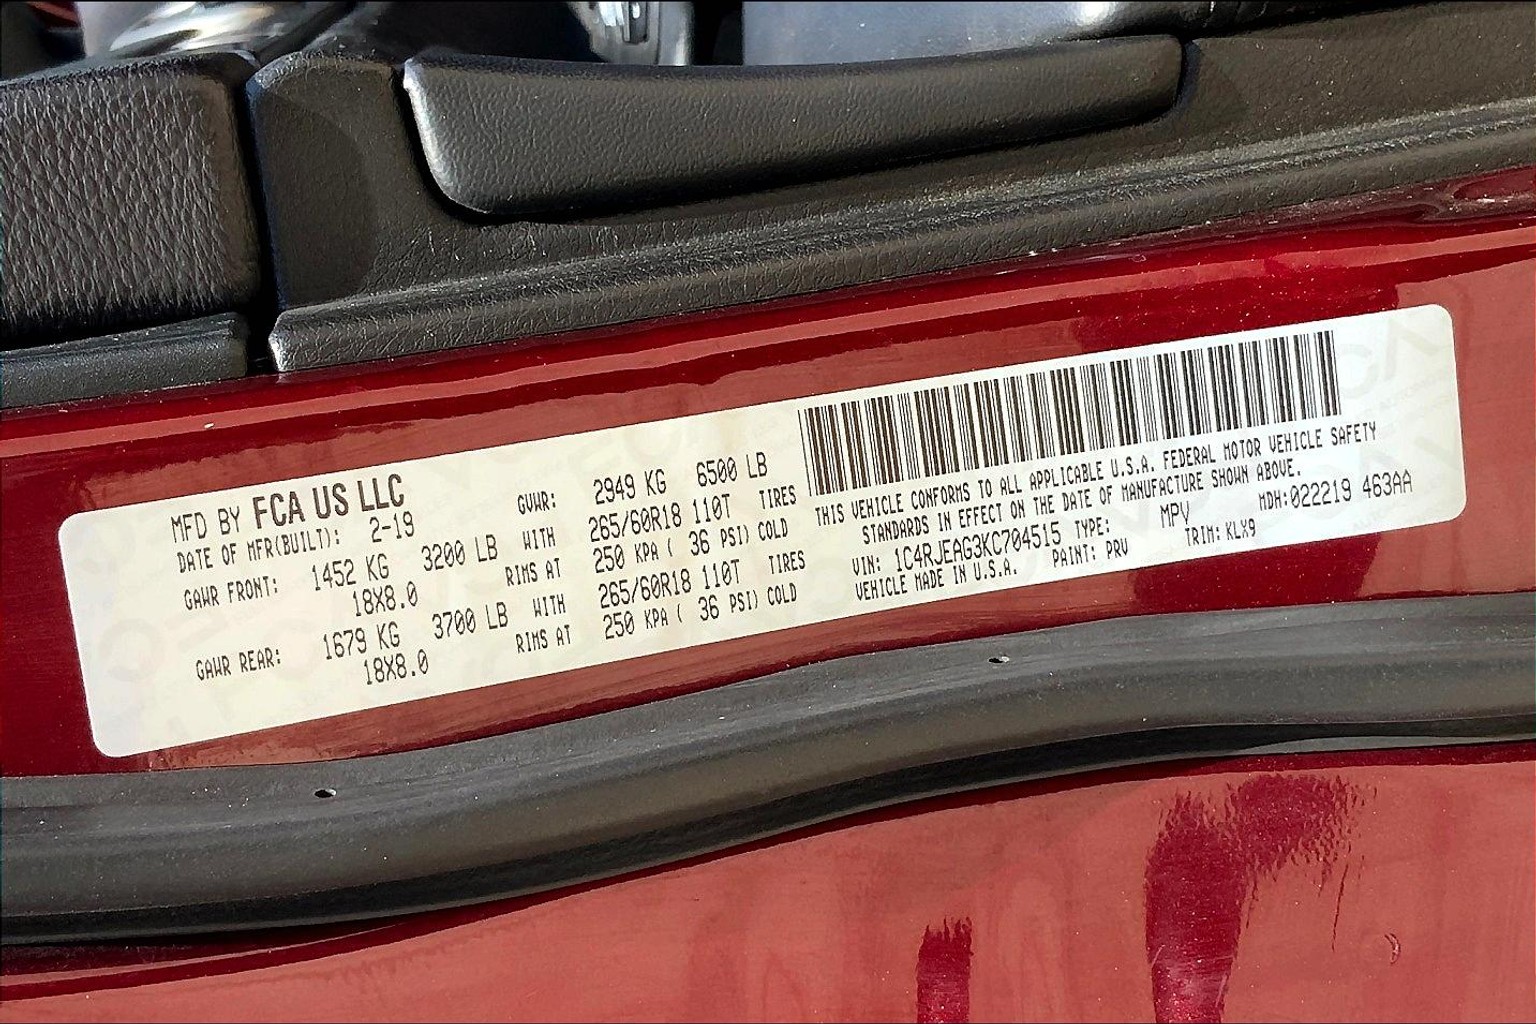 MFD BY FCA US LLC
DATE OF MFR(BUILT): 2-19
GVWR: 2949 KG 6500 LB
GAWR FRONT: 1452 KG 3200 LB WITH 265/60R18 110T TIRES
18X8.0 RIMS AT 250 KPA ( 36 PSI) COLD
GAWR REAR: 1679 KG 3700 LB WITH 265/60R18 110T TIRES
18X8.0 RIMS AT 250 KPA ( 36 PSI) COLD
THIS VEHICLE CONFORMS TO ALL APPLICABLE U.S.A. FEDERAL MOTOR VEHICLE SAFETY
STANDARDS IN EFFECT ON THE DATE OF MANUFACTURE SHOWN ABOVE.
VIN: 1C4RJEAG3KC704515 TYPE: MPV MDH:022219 463AA
VEHICLE MADE IN U.S.A. PAINT: PRV TRIM: KLX9